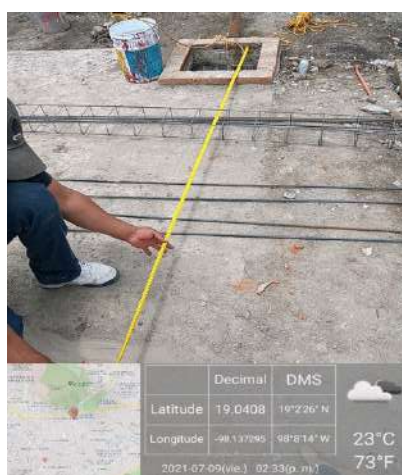 Decimal DMS
Latitude 19.0408 19°2'26" N
Longitude -98.137295 98°8'14" W
2021-07-09(vie.) 02:33(p. m.)
23°C
73°F